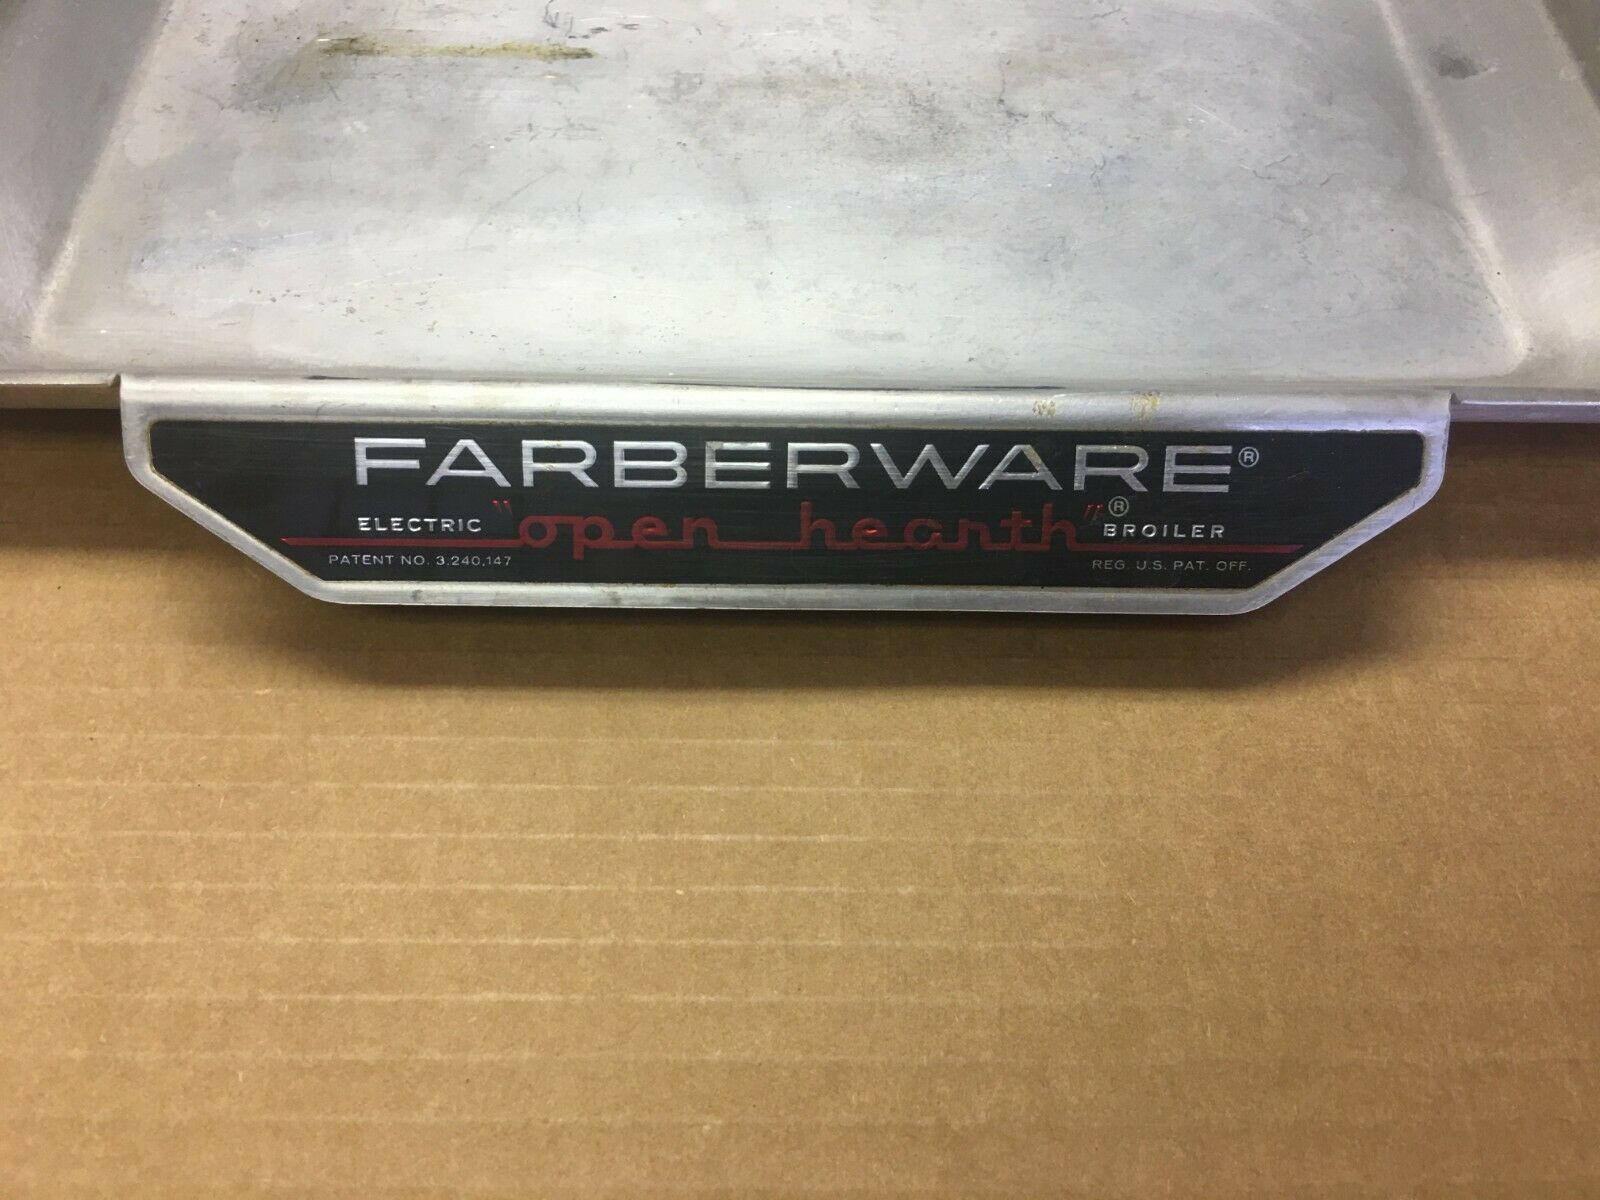 FARBERWARE®
ELECTRIC "open hearth"® BROILER
PATENT NO. 3,240,147 REG. U.S. PAT. OFF.